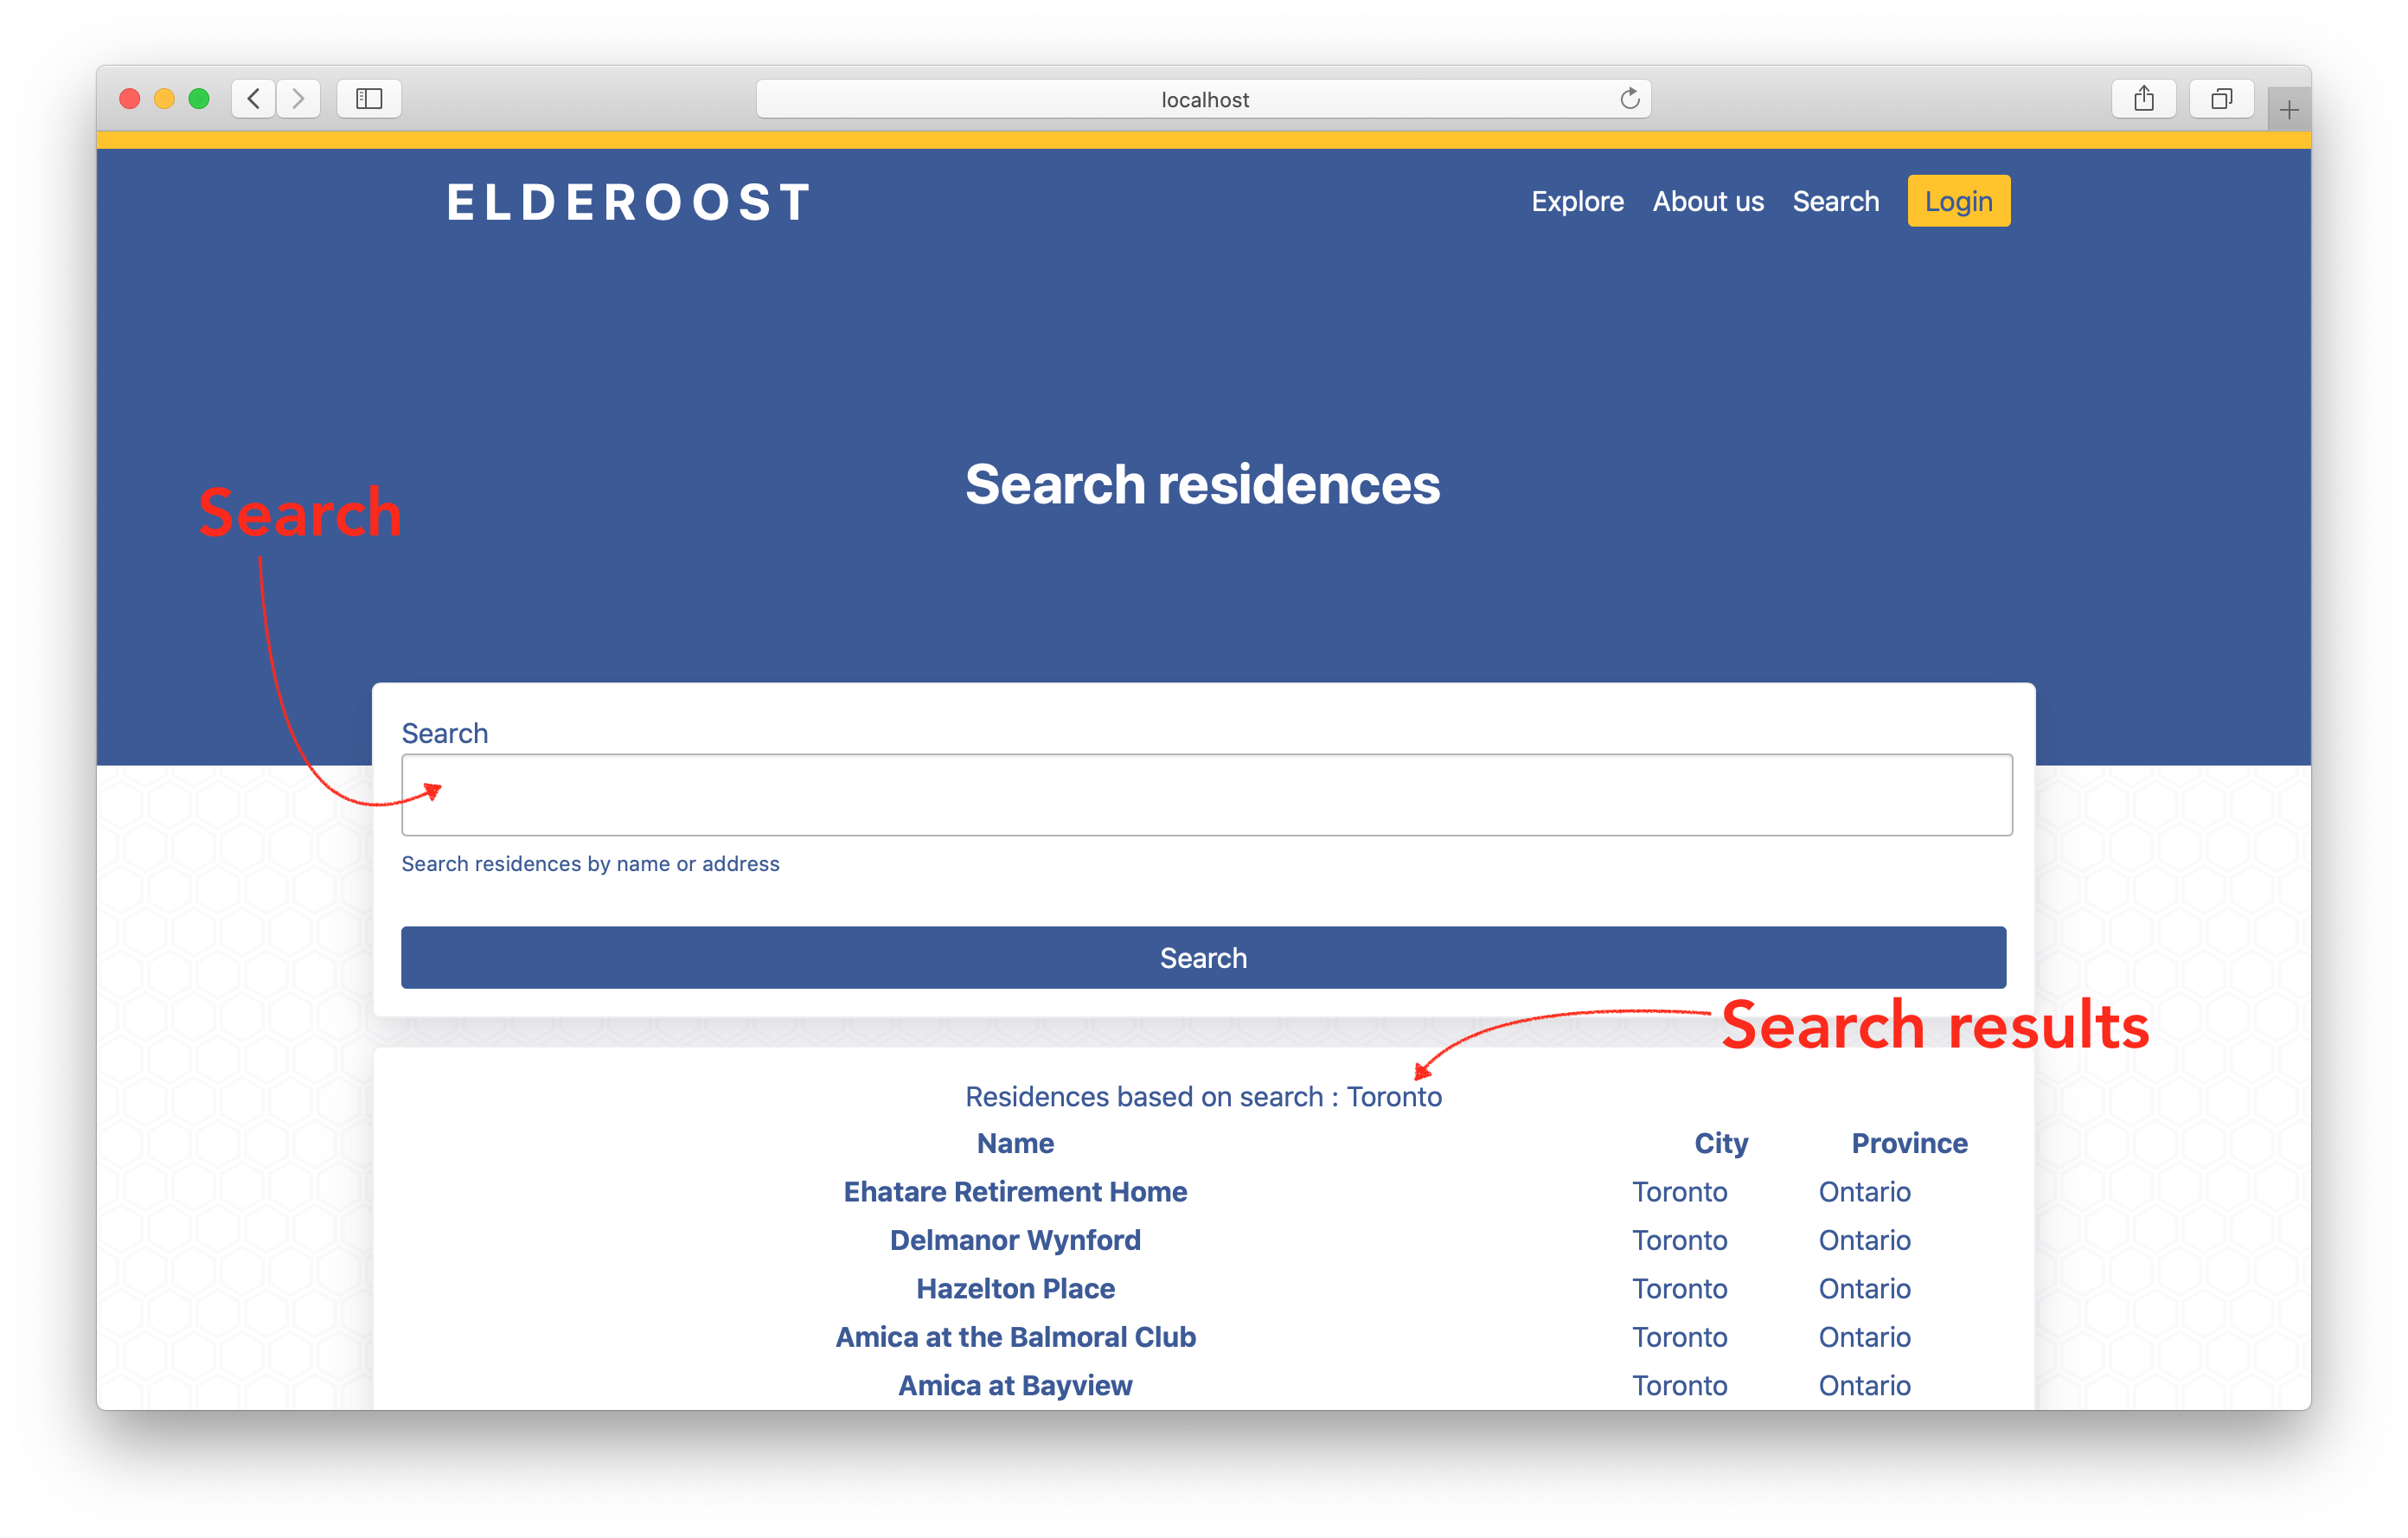 localhost
ELDEROOST
Explore About us Search Login
Search residences
Search
Search
Search residences by name or address
Search
Search results
Residences based on search : Toronto
Name City Province
Ehatare Retirement Home Toronto Ontario
Delmanor Wynford Toronto Ontario
Hazelton Place Toronto Ontario
Amica at the Balmoral Club Toronto Ontario
Amica at Bayview Toronto Ontario